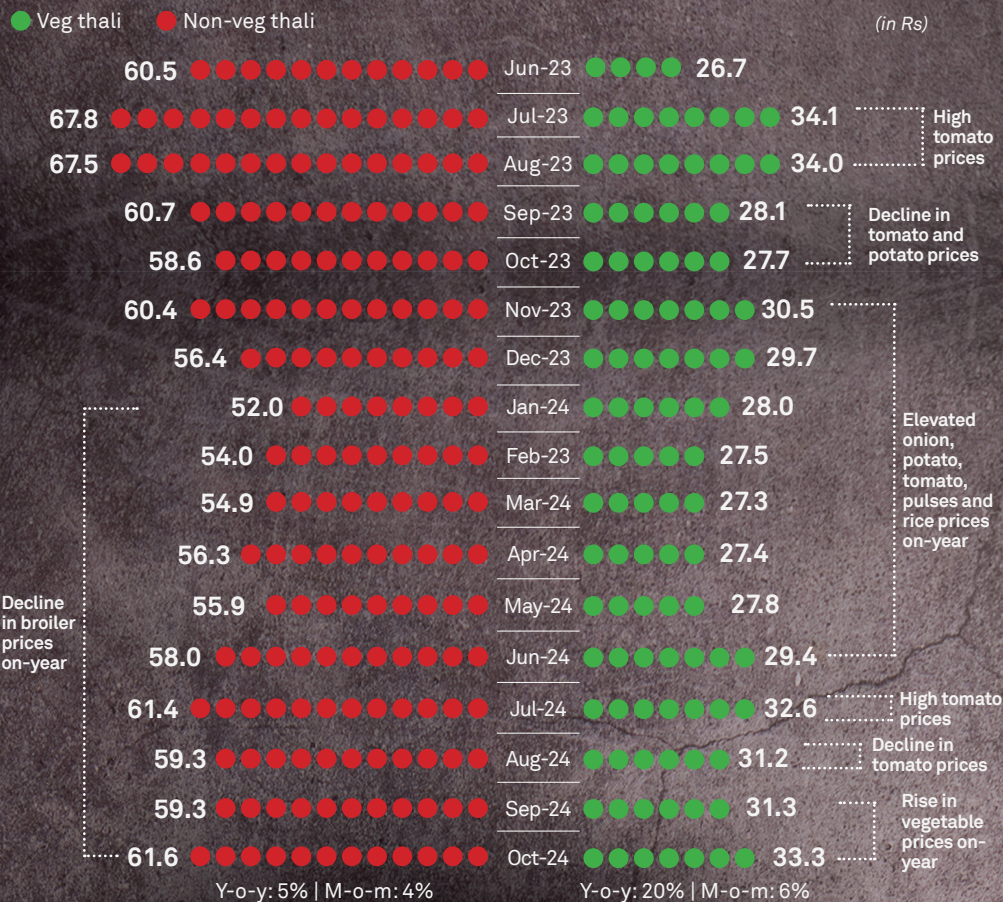 Veg thali Non-veg thali (in Rs)
60.5 Jun-23 26.7
67.8 Jul-23 34.1
High
tomato
prices
67.5 Aug-23 34.0
60.7 Sep-23 28.1
Decline in
tomato and
potato prices
58.6 Oct-23 27.7
60.4 Nov-23 30.5
56.4 Dec-23 29.7
52.0 Jan-24 28.0
Elevated
onion,
potato,
tomato,
pulses and
rice prices
on-year
54.0 Feb-23 27.5
54.9 Mar-24 27.3
56.3 Apr-24 27.4
55.9 May-24 27.8
Decline
in broiler
prices
on-year
58.0 Jun-24 29.4
61.4 Jul-24 32.6
High tomato
prices
59.3 Aug-24 31.2
Decline in
tomato prices
59.3 Sep-24 31.3
Rise in
vegetable
prices on-
year
61.6 Oct-24 33.3
Y-o-y: 5% | M-o-m: 4% Y-o-y: 20% | M-o-m: 6%